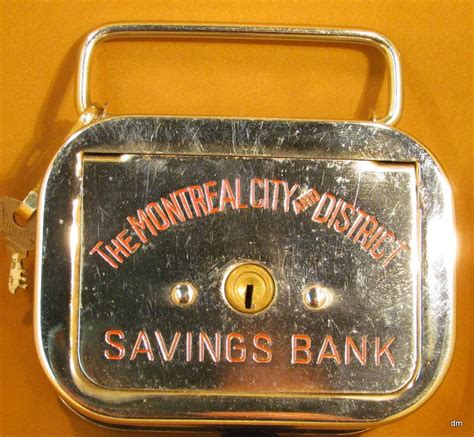 THE MONTREAL CITY AND DISTRICT
SAVINGS BANK
dm